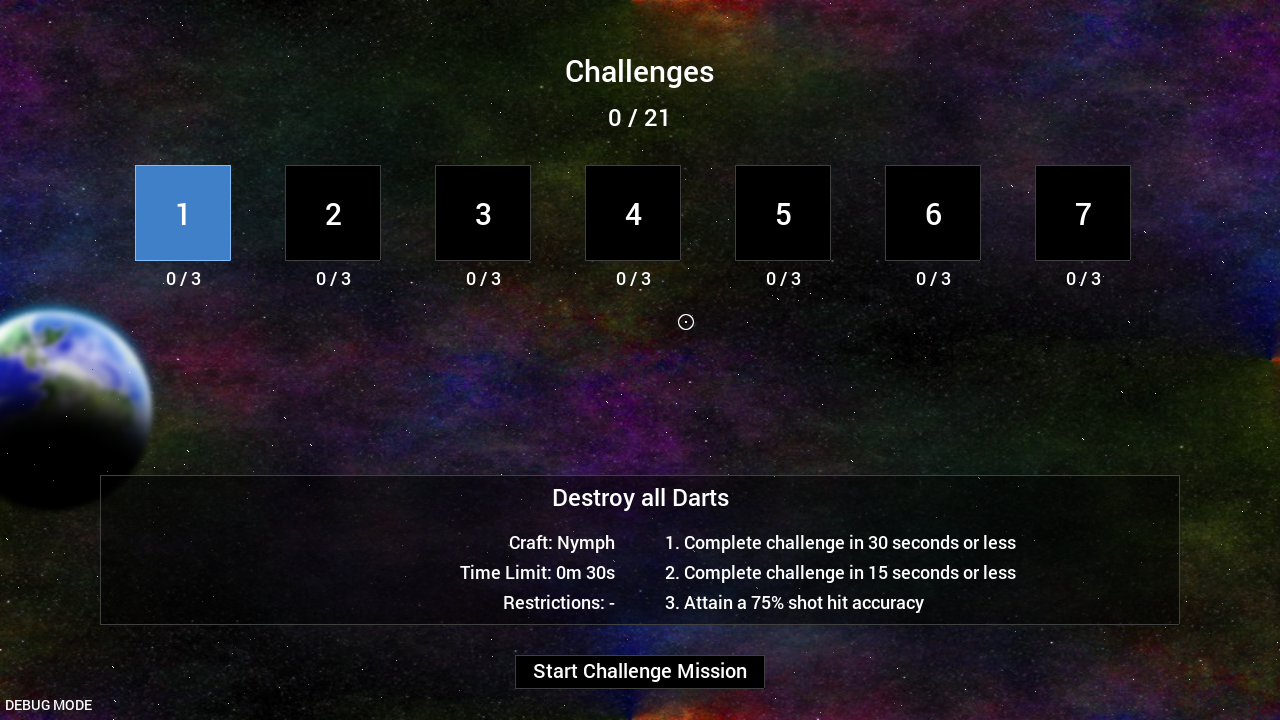 Challenges
0 / 21
1 2 3 4 5 6 7
0 / 3 0 / 3 0 / 3 0 / 3 0 / 3 0 / 3 0 / 3
Destroy all Darts
Craft: Nymph
Time Limit: 0m 30s
Restrictions: -
1. Complete challenge in 30 seconds or less
2. Complete challenge in 15 seconds or less
3. Attain a 75% shot hit accuracy
Start Challenge Mission
DEBUG MODE